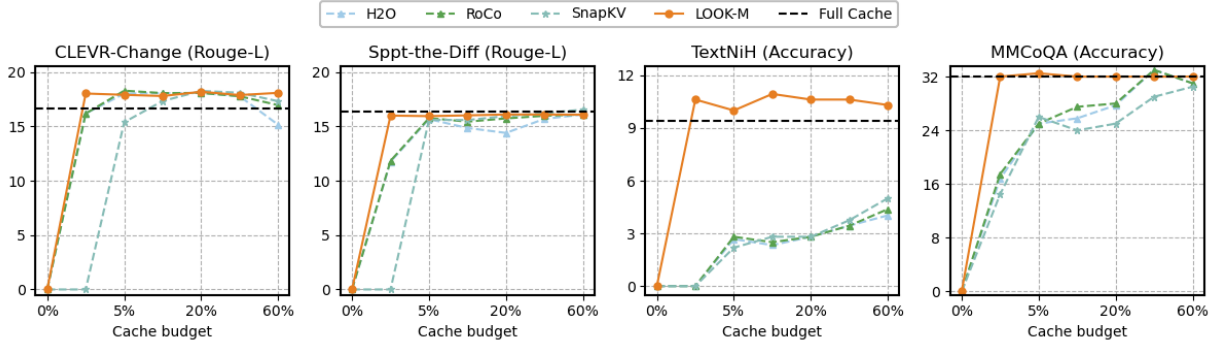 H2O RoCo SnapKV LOOK-M Full Cache
CLEVR-Change (Rouge-L) Sppt-the-Diff (Rouge-L) TextNiH (Accuracy) MMCoQA (Accuracy)
20
15
10
5
0
0% 5% 20% 60%
Cache budget
20
15
10
5
0
0% 5% 20% 60%
Cache budget
12
9
6
3
0
0% 5% 20% 60%
Cache budget
32
24
16
8
0
0% 5% 20% 60%
Cache budget